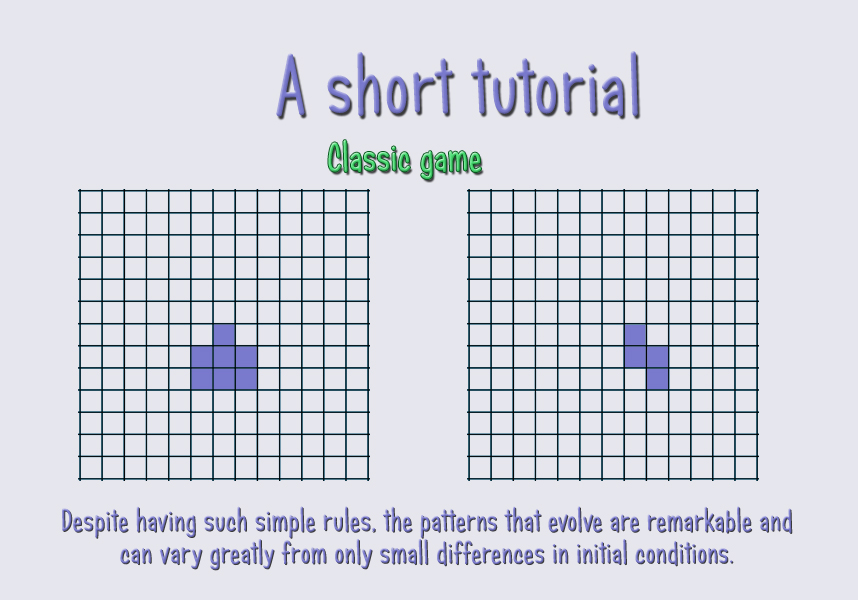 A short tutorial
Classic game
Despite having such simple rules, the patterns that evolve are remarkable and
can vary greatly from only small differences in initial conditions.